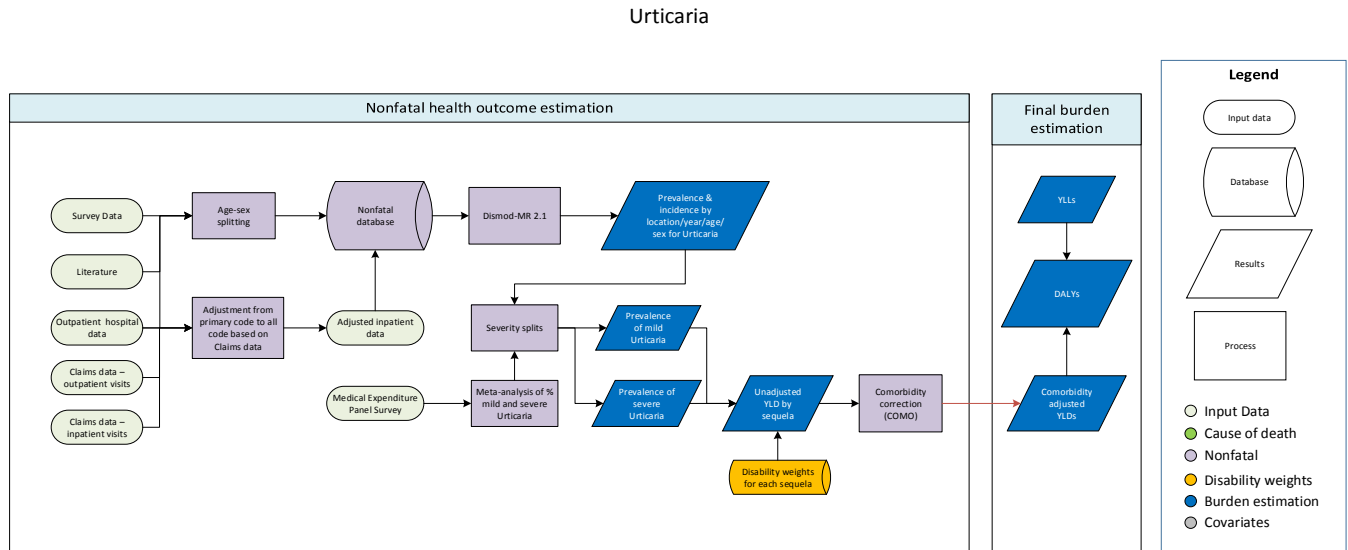 Urticaria
Nonfatal health outcome estimation
Survey Data
Literature
Outpatient hospital
data
Claims data –
outpatient visits
Claims data –
inpatient visits
Age-sex
splitting
Adjustment from
primary code to all
code based on
Claims data
Nonfatal
database
Adjusted inpatient
data
Medical Expenditure
Panel Survey
Dismod-MR 2.1
Severity splits
Meta-analysis of %
mild and severe
Urticaria
Prevalence &
incidence by
location/year/age/
sex for Urticaria
Prevalence
of mild
Urticaria
Prevalence of
severe
Urticaria
Unadjusted
YLD by
sequela
Disability weights
for each sequela
Comorbidity
correction
(COMO)
Final burden
estimation
YLLs
DALYs
Comorbidity
adjusted
YLDs
Legend
Input data
Database
Results
Process
Input Data
Cause of death
Nonfatal
Disability weights
Burden estimation
Covariates